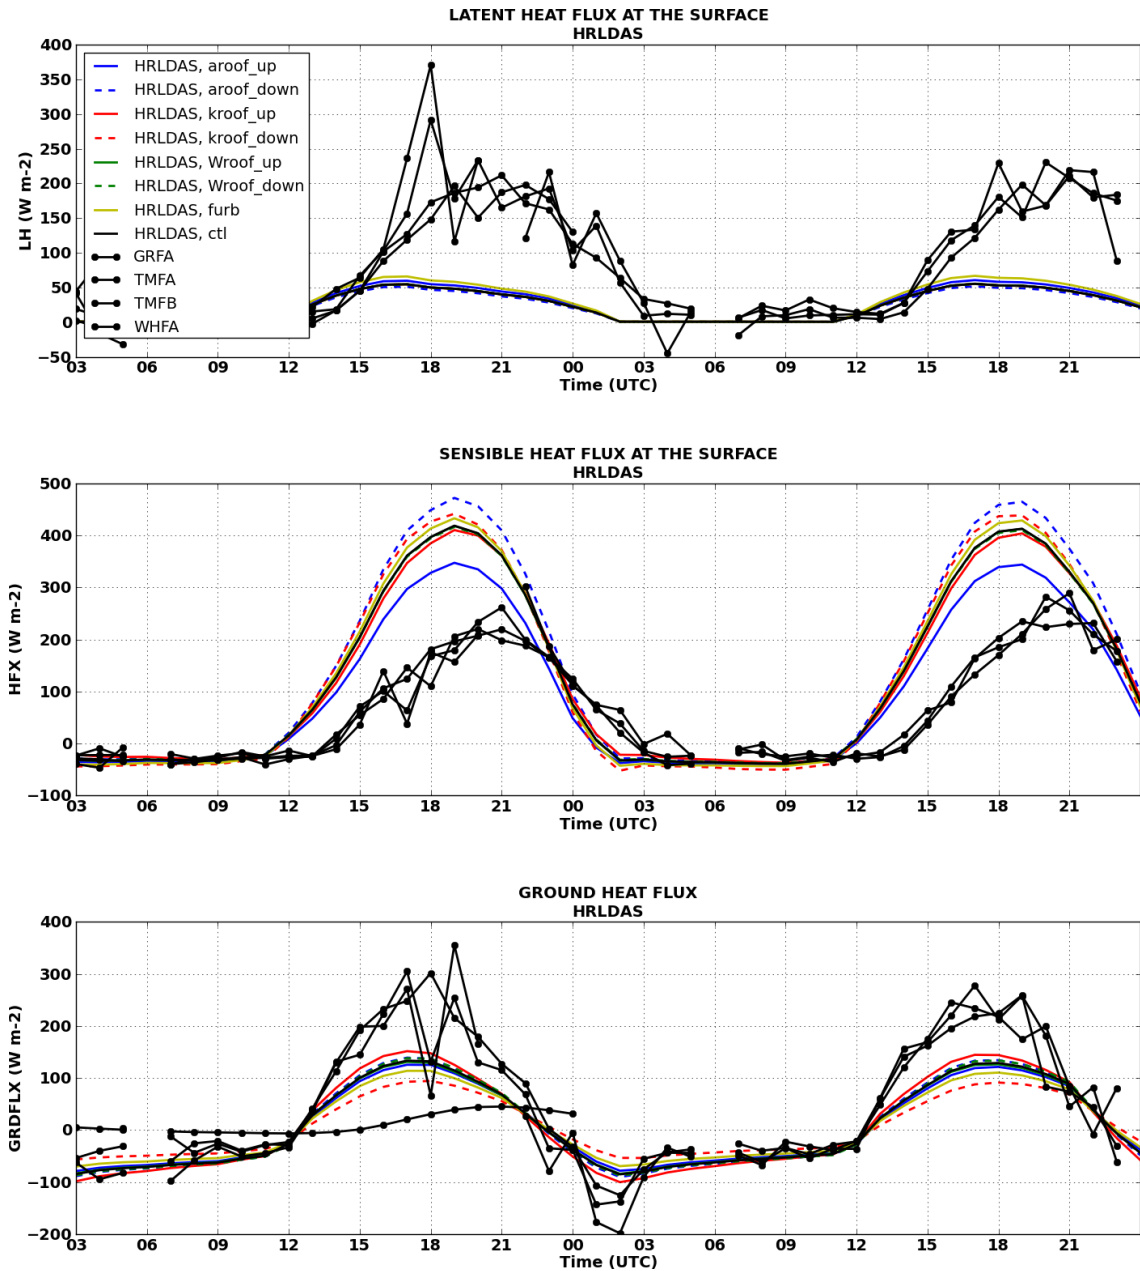 LATENT HEAT FLUX AT THE SURFACE
HRLDAS
LH (W m-2)
400
350
300
250
200
150
100
50
0
−50
HRLDAS, aroof_up
HRLDAS, aroof_down
HRLDAS, kroof_up
HRLDAS, kroof_down
HRLDAS, Wroof_up
HRLDAS, Wroof_down
HRLDAS, furb
HRLDAS, ctl
GRFA
TMFA
TMFB
WHFA
03 06 09 12 15 18 21 00 03 06 09 12 15 18 21
Time (UTC)
SENSIBLE HEAT FLUX AT THE SURFACE
HRLDAS
HFX (W m-2)
500
400
300
200
100
0
−100
03 06 09 12 15 18 21 00 03 06 09 12 15 18 21
Time (UTC)
GROUND HEAT FLUX
HRLDAS
GRDFLX (W m-2)
400
300
200
100
0
−100
−200
03 06 09 12 15 18 21 00 03 06 09 12 15 18 21
Time (UTC)